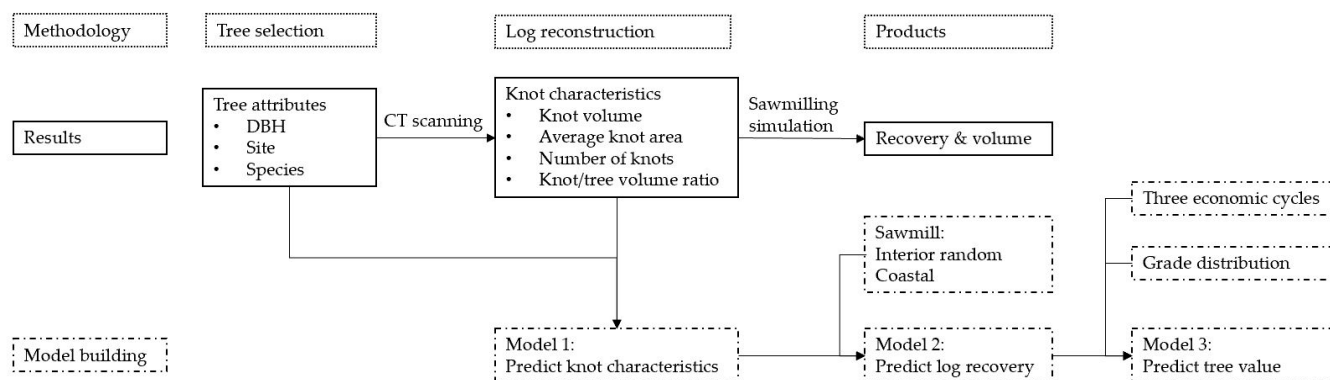 Methodology
Tree selection
Log reconstruction
Products
Results
Tree attributes
• DBH
• Site
• Species
CT scanning
Knot characteristics
• Knot volume
• Average knot area
• Number of knots
• Knot/tree volume ratio
Sawmilling
simulation
Recovery & volume
Three economic cycles
Sawmill:
Interior random
Coastal
Grade distribution
Model building
Model 1:
Predict knot characteristics
Model 2:
Predict log recovery
Model 3:
Predict tree value